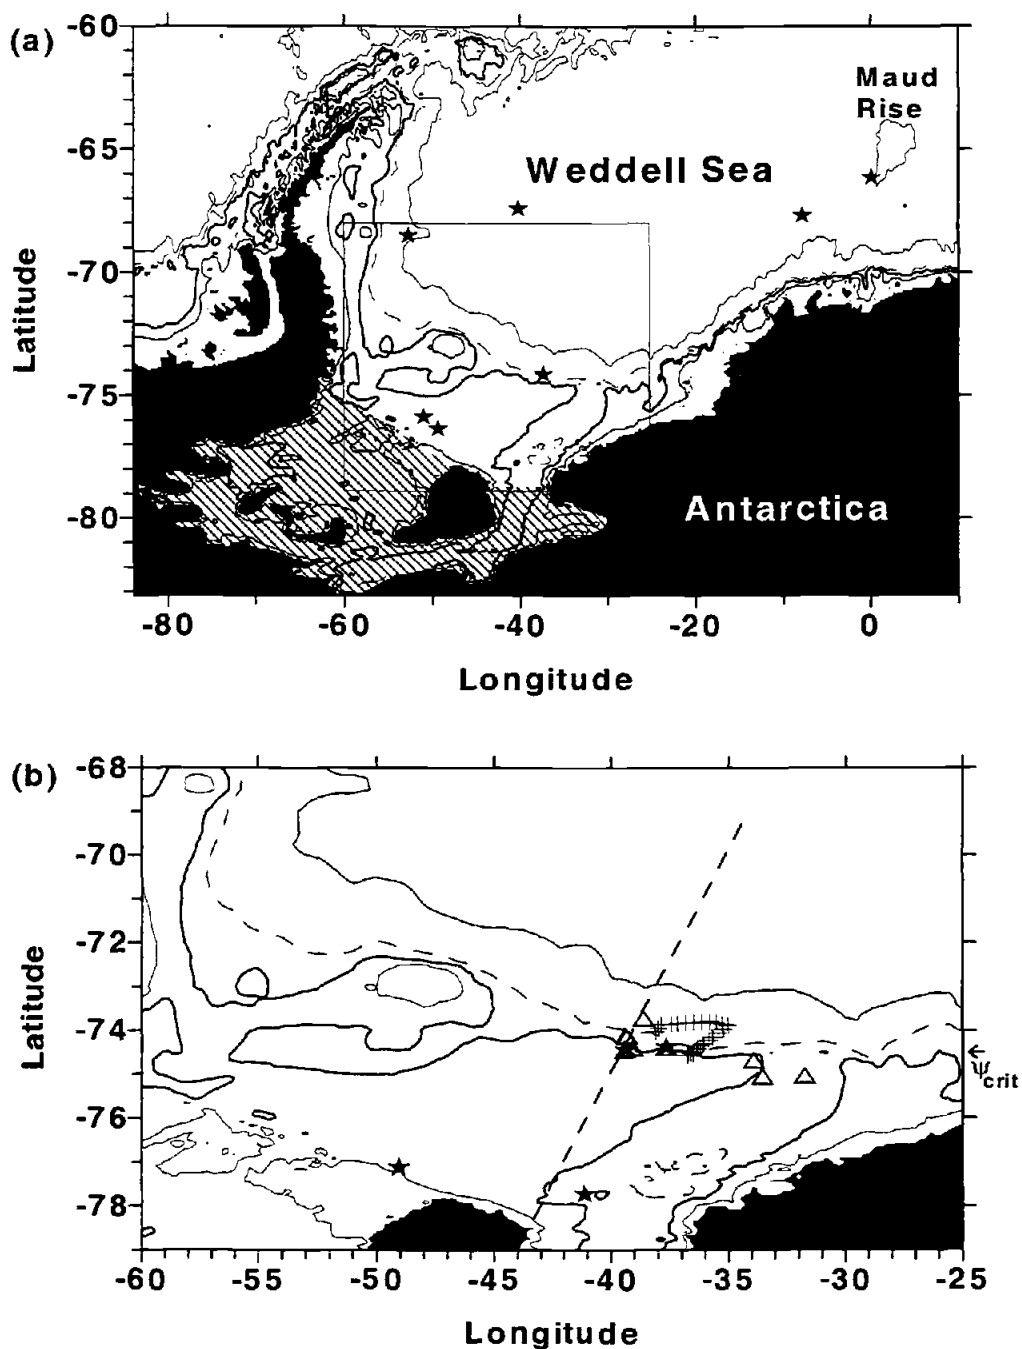 (a)
-60
-65
-70
-75
-80
Latitude
Maud
Rise
Weddell Sea
Antarctica
-80 -60 -40 -20 0
Longitude
(b)
-68
-70
-72
-74
-76
-78
Latitude
ψcrit
-60 -55 -50 -45 -40 -35 -30 -25
Longitude